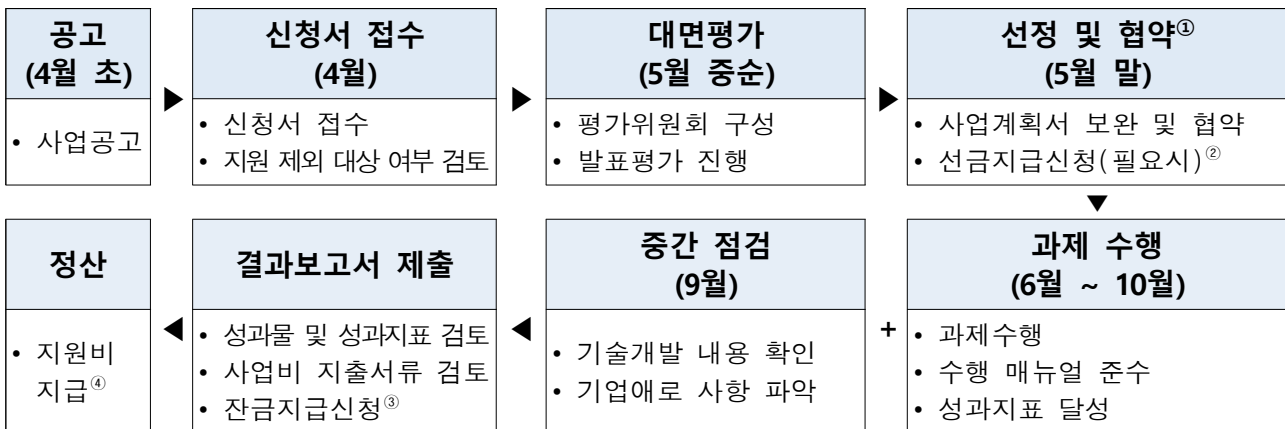 공고
(4월 초)
• 사업공고
▶
신청서 접수
(4월)
• 신청서 접수
• 지원 제외 대상 여부 검토
▶
대면평가
(5월 중순)
• 평가위원회 구성
• 발표평가 진행
▶
선정 및 협약①
(5월 말)
• 사업계획서 보완 및 협약
• 선금지급신청(필요시)②
▼
과제 수행
(6월 ~ 10월)
• 과제수행
• 수행 매뉴얼 준수
• 성과지표 달성
+
중간 점검
(9월)
• 기술개발 내용 확인
• 기업애로 사항 파악
◀
결과보고서 제출
• 성과물 및 성과지표 검토
• 사업비 지출서류 검토
• 잔금지급신청③
◀
정산
• 지원비
지급④